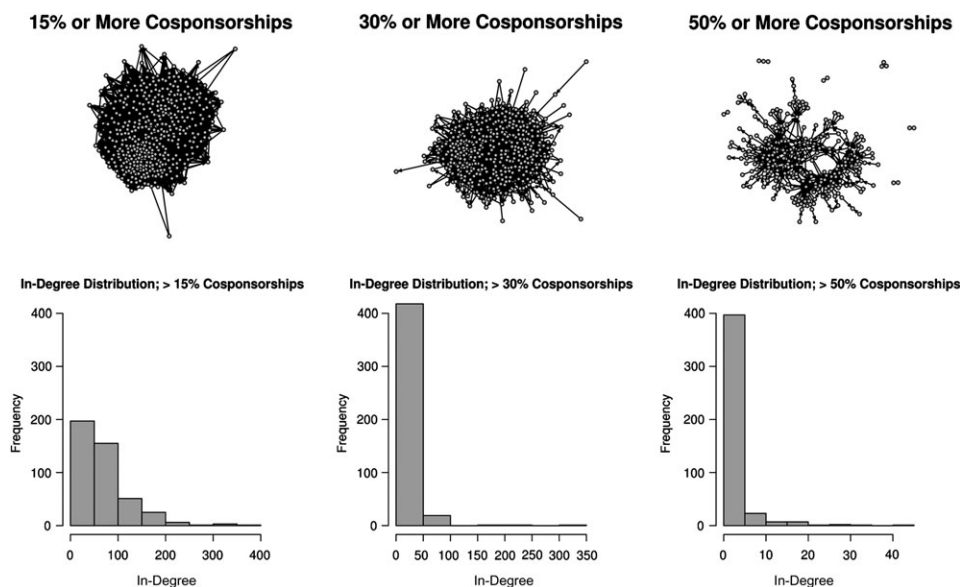 15% or More Cosponsorships
30% or More Cosponsorships
50% or More Cosponsorships
In-Degree Distribution; > 15% Cosponsorships
Frequency
400
300
200
100
0
0 100 200 300 400
In-Degree
In-Degree Distribution; > 30% Cosponsorships
Frequency
400
300
200
100
0
0 50 100 150 200 250 300 350
In-Degree
In-Degree Distribution; > 50% Cosponsorships
Frequency
400
300
200
100
0
0 10 20 30 40
In-Degree